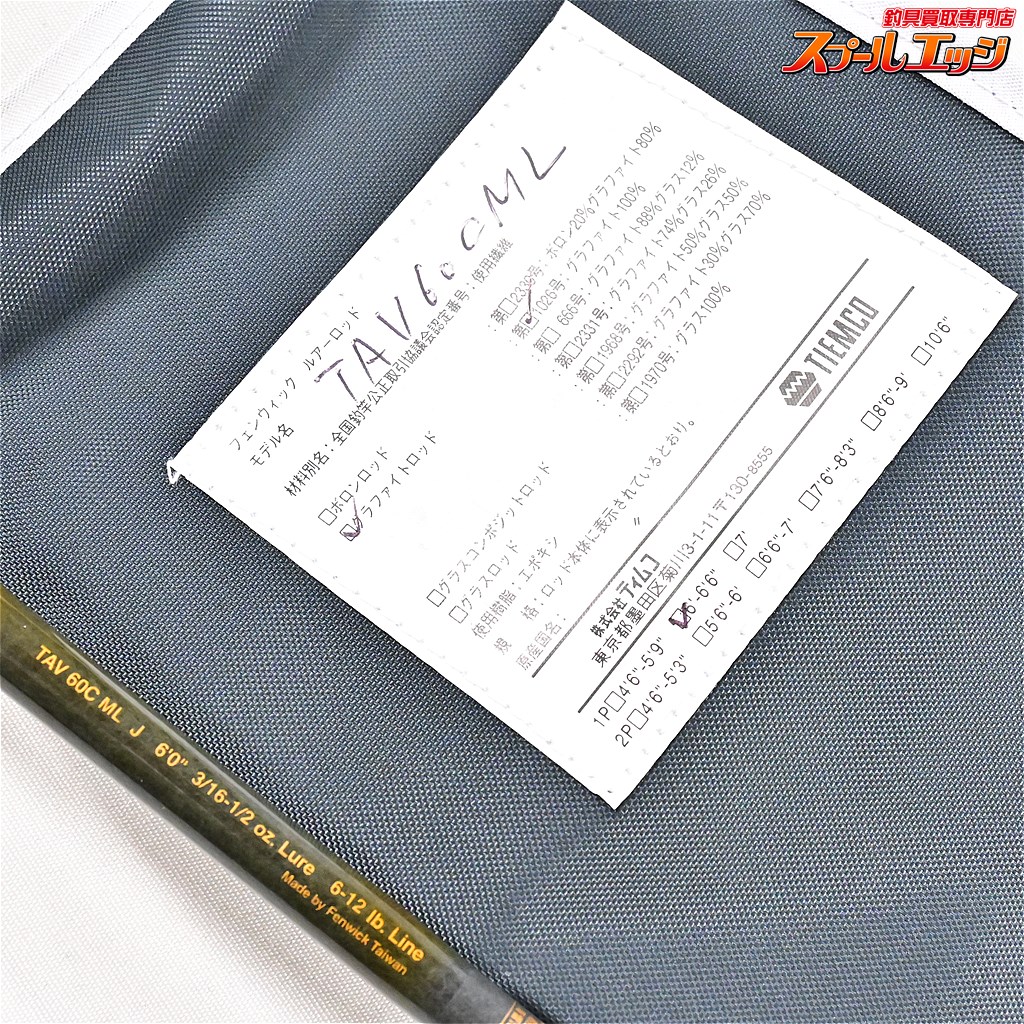 釣具買取専門店
スプールエッジ
フェンウィック ルアーロッド
モデル名 TAV60CML
材料別名：全国釣竿公正取引協議会認定番号：使用繊維
□ボロンロッド ：第□2338号・ボロン20%グラファイト80%
☑グラファイトロッド ：第☑1026号・グラファイト100%
：第□ 666号・グラファイト88%グラス12%
：第□2391号・グラファイト74%グラス26%
□グラスコンポジットロッド ：第□1968号・グラファイト50%グラス50%
：第□2292号・グラファイト30%グラス70%
□グラスロッド ：第□1970号・グラス100%
使用樹脂：エポキシ
規 格：ロッド本体に表示されているとおり。
原産国名： 〃
株式会社 ティムコ TIEMCO
東京都墨田区菊川3-1-11〒130-8555
1P□4'6"-5'9" ☑6'-6'6" □7' □7'6"-8'3" □8'6"-9' □10'6"
2P□4'6"-5'3" □5'6"-6' □6'6"-7'
TAV 60C ML J 6'0" 3/16-1/2 oz. Lure 6-12 lb. Line
Made by Fenwick Taiwan